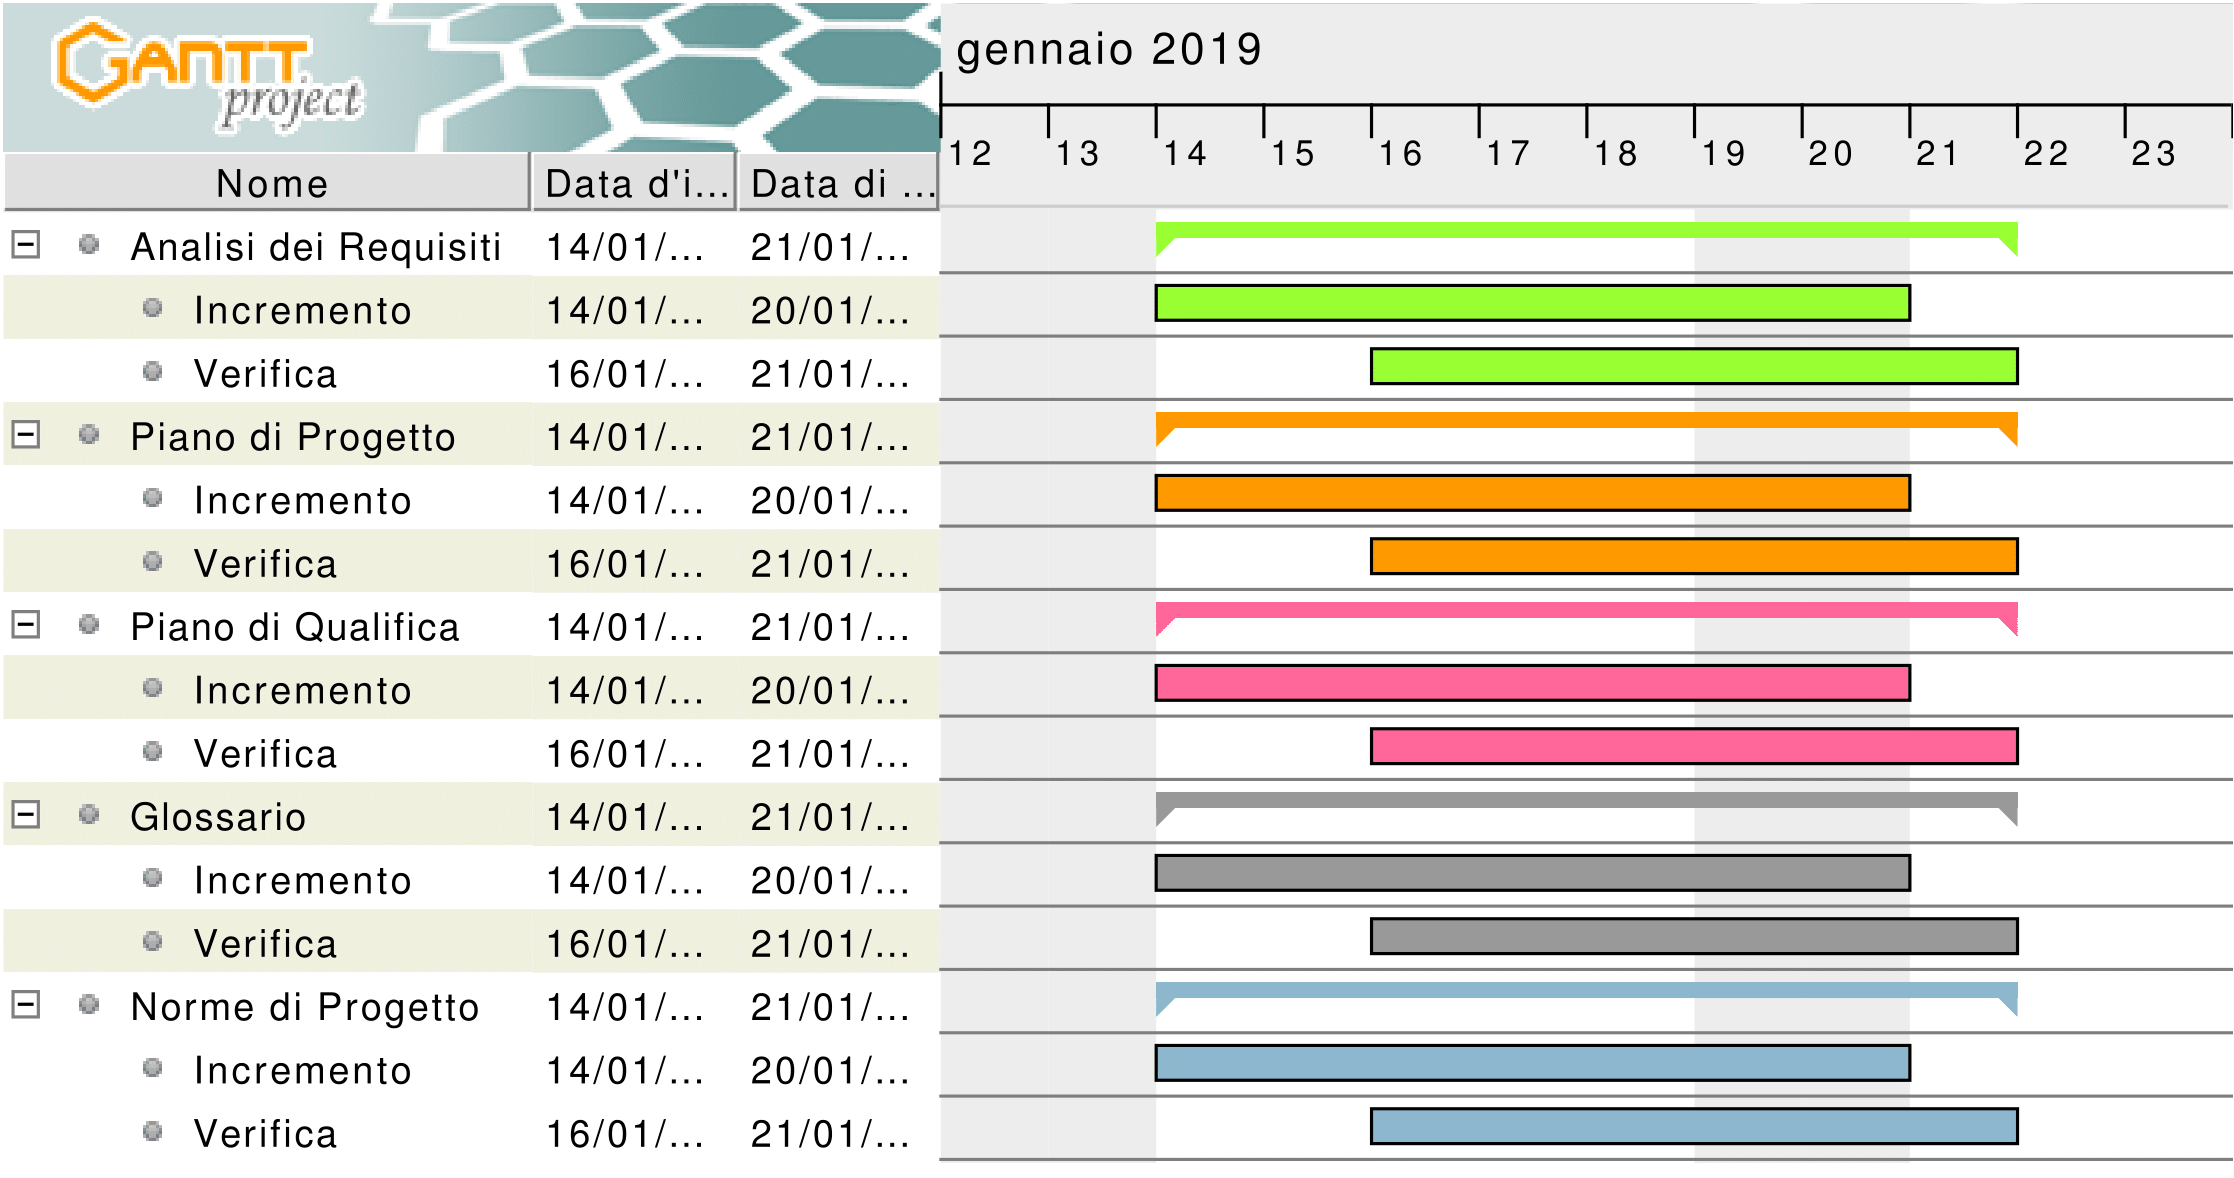 GANTT
project
gennaio 2019
12 13 14 15 16 17 18 19 20 21 22 23
Nome Data d'i... Data di ...
Analisi dei Requisiti 14/01/... 21/01/...
Incremento 14/01/... 20/01/...
Verifica 16/01/... 21/01/...
Piano di Progetto 14/01/... 21/01/...
Incremento 14/01/... 20/01/...
Verifica 16/01/... 21/01/...
Piano di Qualifica 14/01/... 21/01/...
Incremento 14/01/... 20/01/...
Verifica 16/01/... 21/01/...
Glossario 14/01/... 21/01/...
Incremento 14/01/... 20/01/...
Verifica 16/01/... 21/01/...
Norme di Progetto 14/01/... 21/01/...
Incremento 14/01/... 20/01/...
Verifica 16/01/... 21/01/...